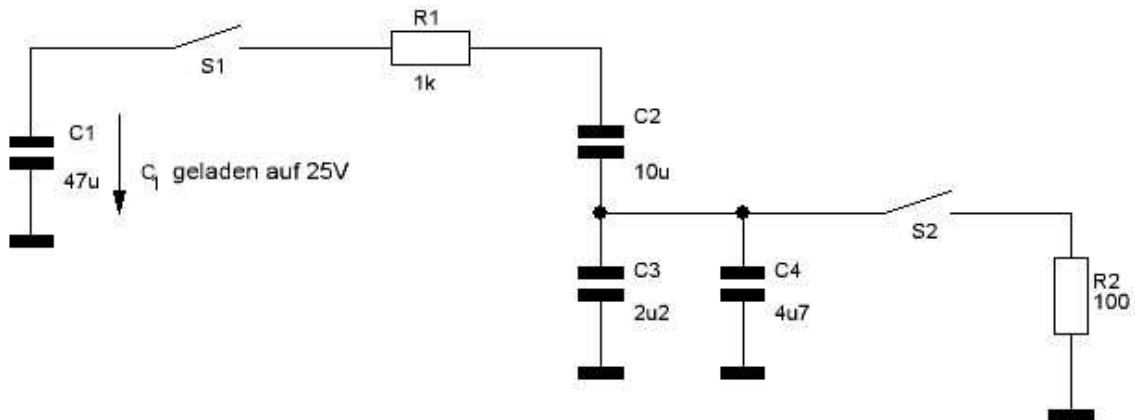 R1
S1
1k
C1
47u
C1 geladen auf 25V
C2
10u
S2
C3
2u2
C4
4u7
R2
100